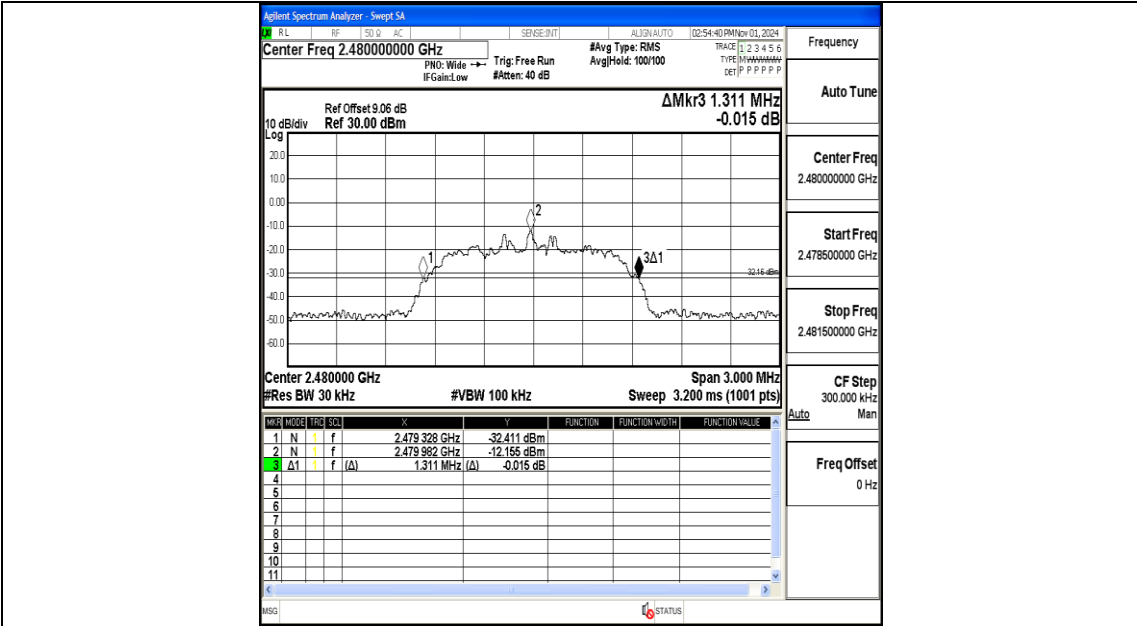 Agilent Spectrum Analyzer - Swept SA
RL RF 50 Ω AC SENSE:INT ALIGN AUTO 02:54:40 PM Nov 01, 2024
Center Freq 2.480000000 GHz
PNO: Wide
IFGain:Low
Trig: Free Run
#Atten: 40 dB
#Avg Type: RMS
Avg|Hold: 100/100
TRACE 1 2 3 4 5 6
TYPE
DET P P P P P P
Frequency
Auto Tune
Center Freq
2.480000000 GHz
Start Freq
2.478500000 GHz
Stop Freq
2.481500000 GHz
CF Step
300.000 kHz
Auto Man
Freq Offset
0 Hz
ΔMkr3 1.311 MHz
-0.015 dB
Ref Offset 9.06 dB
10 dB/div Ref 30.00 dBm
Log
20.0
10.0
0.00
-10.0
-20.0
-30.0
-40.0
-50.0
-60.0
1
2
3Δ1
-32.16 dBm
Center 2.480000 GHz Span 3.000 MHz
#Res BW 30 kHz #VBW 100 kHz Sweep 3.200 ms (1001 pts)
MKR MODE TRC SCL X Y FUNCTION FUNCTION WIDTH FUNCTION VALUE
1 N 1 f 2.479 328 GHz -32.411 dBm
2 N 1 f 2.479 982 GHz -12.155 dBm
3 Δ1 1 f (Δ) 1.311 MHz (Δ) -0.015 dB
4
5
6
7
8
9
10
11
MSG STATUS